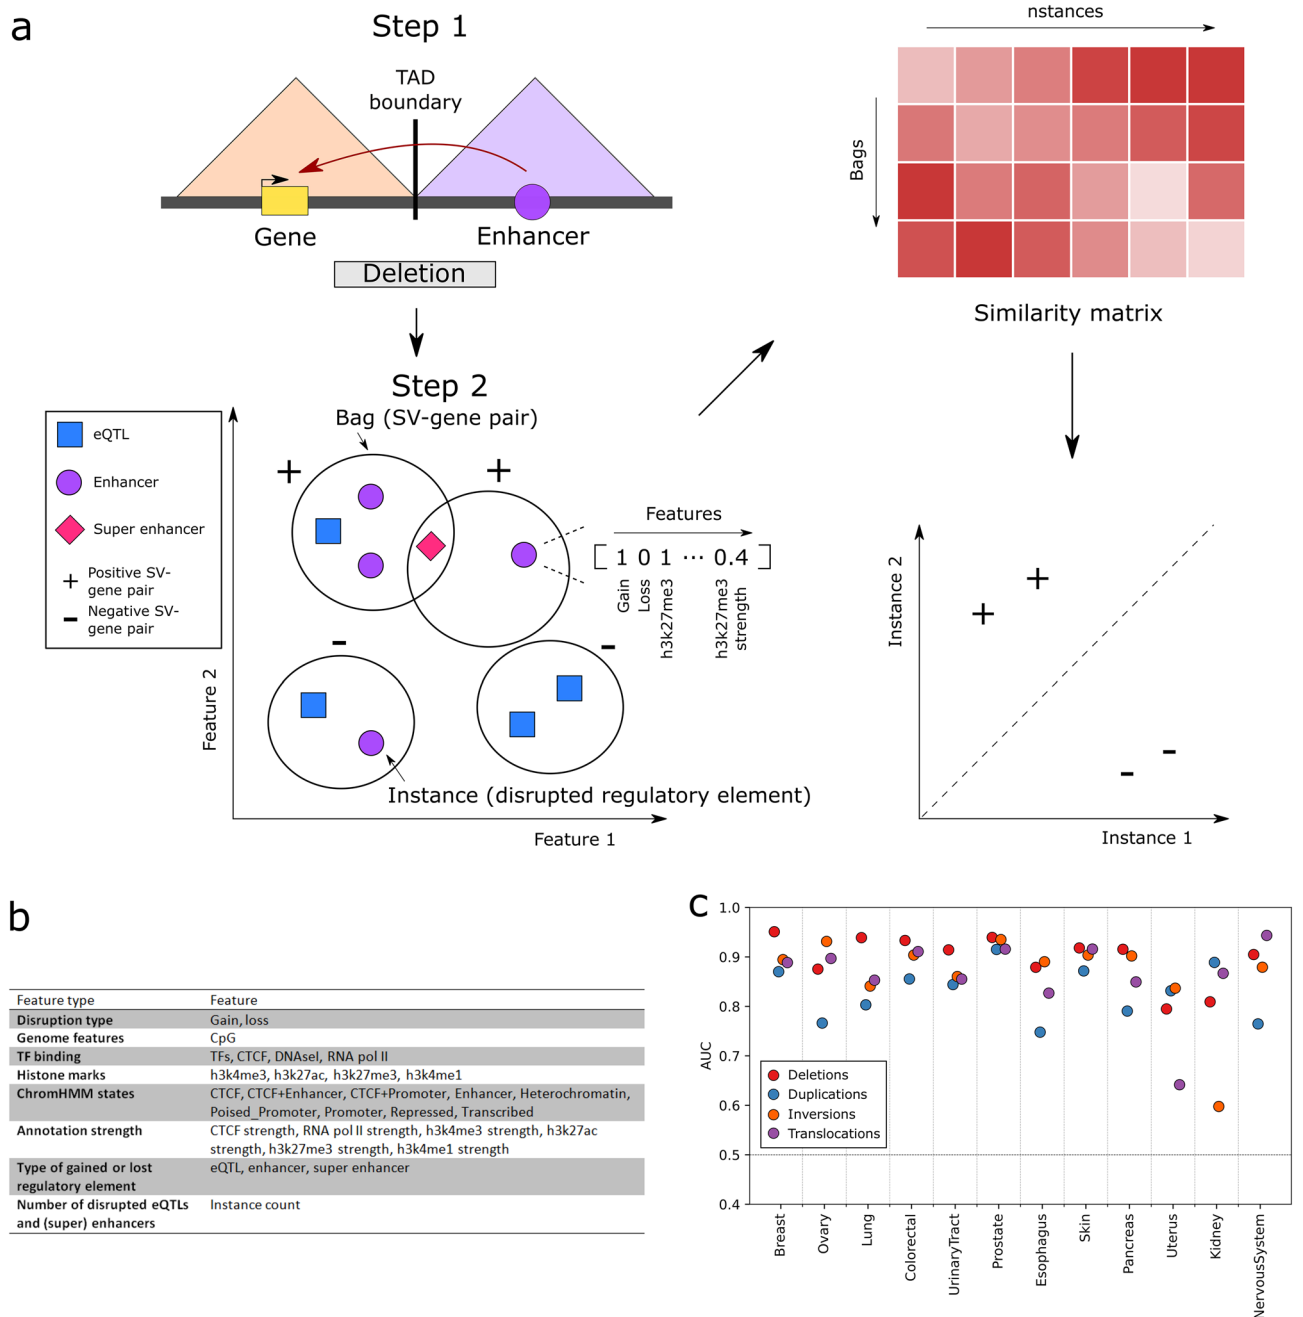 a
Step 1
TAD
boundary
Gene
Enhancer
Deletion
nstances
Bags
Similarity matrix
Step 2
Bag (SV-gene pair)
eQTL
Enhancer
Super enhancer
+ Positive SV-
gene pair
- Negative SV-
gene pair
+
+
-
-
Features
[1 0 1 ... 0.4]
Gain
Loss
h3k27me3
h3k27me3
strength
Instance (disrupted regulatory element)
Feature 2
Feature 1
Instance 2
+
+
-
-
Instance 1
b
Feature type Feature
Disruption type Gain, loss
Genome features CpG
TF binding TFs, CTCF, DNAseI, RNA pol II
Histone marks h3k4me3, h3k27ac, h3k27me3, h3k4me1
ChromHMM states CTCF, CTCF+Enhancer, CTCF+Promoter, Enhancer, Heterochromatin,
Poised_Promoter, Promoter, Repressed, Transcribed
Annotation strength CTCF strength, RNA pol II strength, h3k4me3 strength, h3k27ac
strength, h3k27me3 strength, h3k4me1 strength
Type of gained or lost eQTL, enhancer, super enhancer
regulatory element
Number of disrupted eQTLs Instance count
and (super) enhancers
c
AUC
1.0
0.9
0.8
0.7
0.6
0.5
0.4
Deletions
Duplications
Inversions
Translocations
Breast
Ovary
Lung
Colorectal
UrinaryTract
Prostate
Esophagus
Skin
Pancreas
Uterus
Kidney
NervousSystem